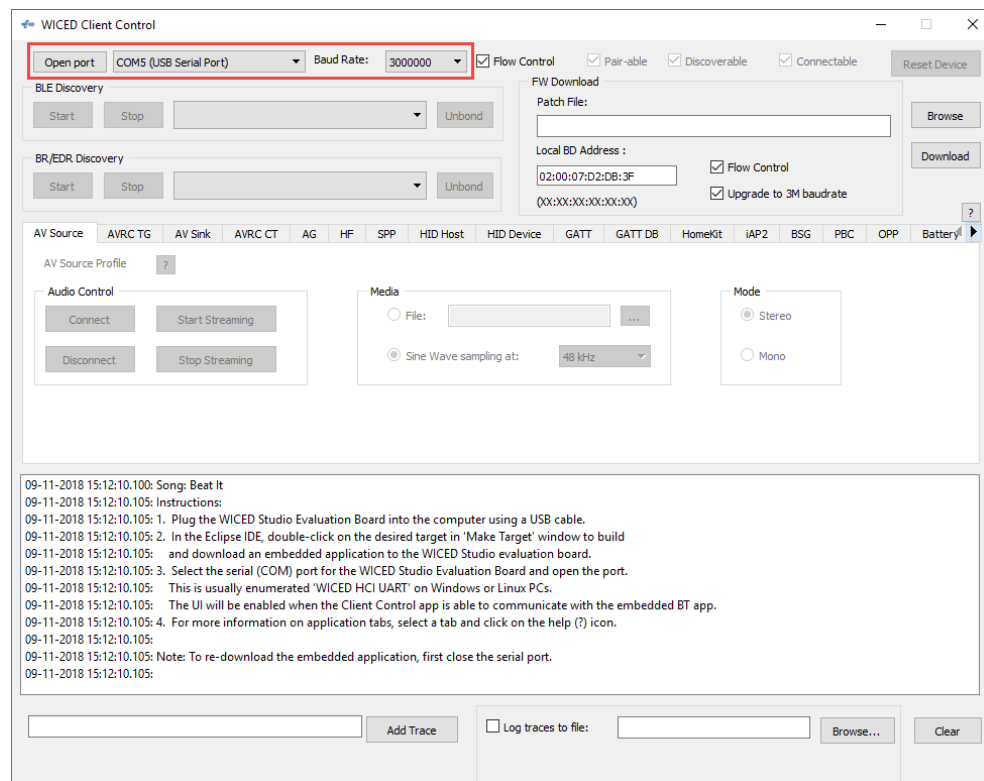 WICED Client Control
Open port COM5 (USB Serial Port) Baud Rate: 3000000 Flow Control Pair-able Discoverable Connectable Reset Device
BLE Discovery
Start Stop Unbond
FW Download
Patch File:
Browse
BR/EDR Discovery
Start Stop Unbond
Local BD Address :
02:00:07:D2:DB:3F
(XX:XX:XX:XX:XX:XX)
Flow Control
Upgrade to 3M baudrate
Download
?
AV Source AVRC TG AV Sink AVRC CT AG HF SPP HID Host HID Device GATT GATT DB HomeKit iAP2 BSG PBC OPP Battery
AV Source Profile ?
Audio Control
Connect Start Streaming
Disconnect Stop Streaming
Media
File: ...
Sine Wave sampling at: 48 kHz
Mode
Stereo
Mono
09-11-2018 15:12:10.100: Song: Beat It
09-11-2018 15:12:10.105: Instructions:
09-11-2018 15:12:10.105: 1. Plug the WICED Studio Evaluation Board into the computer using a USB cable.
09-11-2018 15:12:10.105: 2. In the Eclipse IDE, double-click on the desired target in 'Make Target' window to build
09-11-2018 15:12:10.105: and download an embedded application to the WICED Studio evaluation board.
09-11-2018 15:12:10.105: 3. Select the serial (COM) port for the WICED Studio Evaluation Board and open the port.
09-11-2018 15:12:10.105: This is usually enumerated 'WICED HCI UART' on Windows or Linux PCs.
09-11-2018 15:12:10.105: The UI will be enabled when the Client Control app is able to communicate with the embedded BT app.
09-11-2018 15:12:10.105: 4. For more information on application tabs, select a tab and click on the help (?) icon.
09-11-2018 15:12:10.105:
09-11-2018 15:12:10.105: Note: To re-download the embedded application, first close the serial port.
09-11-2018 15:12:10.105:
Add Trace Log traces to file: Browse... Clear